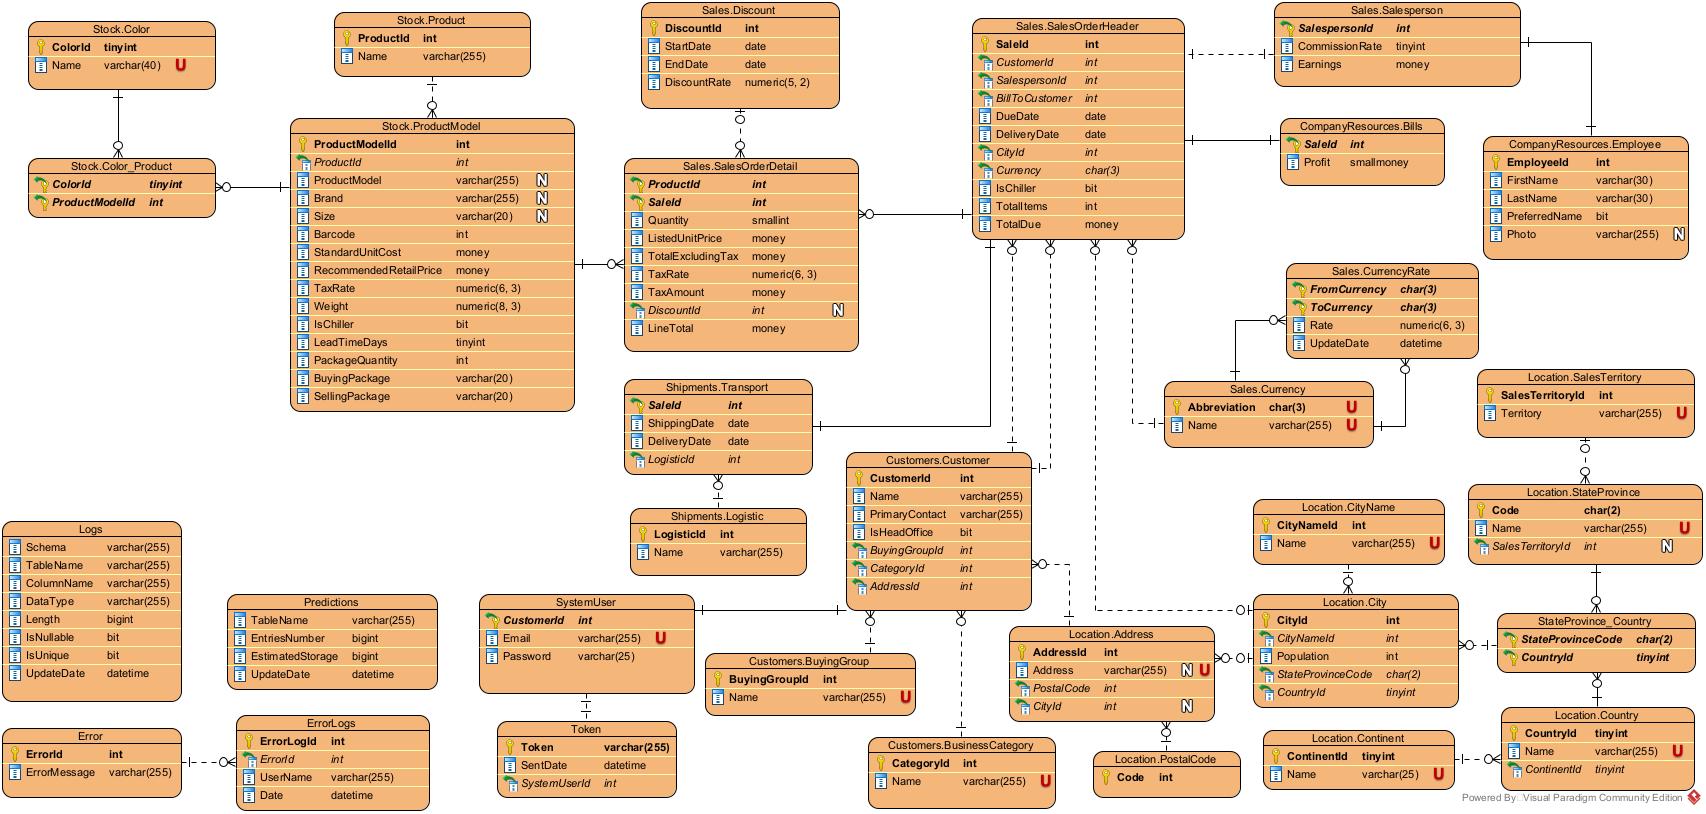 Stock.Color
ColorId tinyint
Name varchar(40) U
Stock.Product
ProductId int
Name varchar(255)
Sales.Discount
DiscountId int
StartDate date
EndDate date
DiscountRate numeric(5, 2)
Sales.SalesOrderHeader
SaleId int
CustomerId int
SalespersonId int
BillToCustomer int
DueDate date
DeliveryDate date
CityId int
Currency char(3)
IsChiller bit
TotalItems int
TotalDue money
Sales.Salesperson
SalespersonId int
CommissionRate tinyint
Earnings money
CompanyResources.Bills
SaleId int
Profit smallmoney
CompanyResources.Employee
EmployeeId int
FirstName varchar(30)
LastName varchar(30)
PreferredName bit
Photo varchar(255) N
Stock.Color_Product
ColorId tinyint
ProductModelId int
Stock.ProductModel
ProductModelId int
ProductId int
ProductModel varchar(255) N
Brand varchar(255) N
Size varchar(20) N
Barcode int
StandardUnitCost money
RecommendedRetailPrice money
TaxRate numeric(6, 3)
Weight numeric(8, 3)
IsChiller bit
LeadTimeDays tinyint
PackageQuantity int
BuyingPackage varchar(20)
SellingPackage varchar(20)
Sales.SalesOrderDetail
ProductId int
SaleId int
Quantity smallint
ListedUnitPrice money
TotalExcludingTax money
TaxRate numeric(6, 3)
TaxAmount money
DiscountId int N
LineTotal money
Sales.CurrencyRate
FromCurrency char(3)
ToCurrency char(3)
Rate numeric(6, 3)
UpdateDate datetime
Sales.Currency
Abbreviation char(3) U
Name varchar(255) U
Location.SalesTerritory
SalesTerritoryId int
Territory varchar(255) U
Shipments.Transport
SaleId int
ShippingDate date
DeliveryDate date
LogisticId int
Shipments.Logistic
LogisticId int
Name varchar(255)
Customers.Customer
CustomerId int
Name varchar(255)
PrimaryContact varchar(255)
IsHeadOffice bit
BuyingGroupId int
CategoryId int
AddressId int
Location.CityName
CityNameId int
Name varchar(255) U
Location.StateProvince
Code char(2)
Name varchar(255) U
SalesTerritoryId int N
Logs
Schema varchar(255)
TableName varchar(255)
ColumnName varchar(255)
DataType varchar(255)
Length bigint
IsNullable bit
IsUnique bit
UpdateDate datetime
Predictions
TableName varchar(255)
EntriesNumber bigint
EstimatedStorage bigint
UpdateDate datetime
SystemUser
CustomerId int
Email varchar(255) U
Password varchar(25)
Customers.BuyingGroup
BuyingGroupId int
Name varchar(255) U
Location.Address
AddressId int
Address varchar(255) N U
PostalCode int
CityId int N
Location.City
CityId int
CityNameId int
Population int
StateProvinceCode char(2)
CountryId tinyint
StateProvince_Country
StateProvinceCode char(2)
CountryId tinyint
Error
ErrorId int
ErrorMessage varchar(255)
ErrorLogs
ErrorLogId int
ErrorId int
UserName varchar(255)
Date datetime
Token
Token varchar(255)
SentDate datetime
SystemUserId int
Customers.BusinessCategory
CategoryId int
Name varchar(255) U
Location.PostalCode
Code int
Location.Continent
ContinentId tinyint
Name varchar(25) U
Location.Country
CountryId tinyint
Name varchar(255) U
ContinentId tinyint
Powered By Visual Paradigm Community Edition